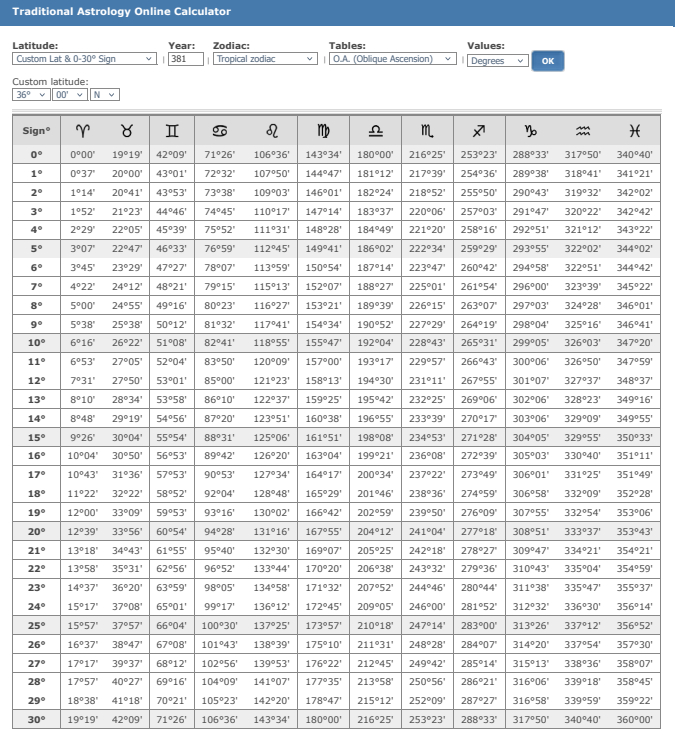 Traditional Astrology Online Calculator
Latitude: Year: Zodiac: Tables: Values:
Custom Lat & 0-30° Sign | 381 | Tropical zodiac | O.A. (Oblique Ascension) | Degrees OK
Custom latitude:
36° 00' N
Sign° ♈ ♉ ♊ ♋ ♌ ♍ ♎ ♏ ♐ ♑ ♒ ♓
0° 0°00' 19°19' 42°09' 71°26' 106°36' 143°34' 180°00' 216°25' 253°23' 288°33' 317°50' 340°40'
1° 0°37' 20°00' 43°01' 72°32' 107°50' 144°47' 181°12' 217°39' 254°36' 289°38' 318°41' 341°21'
2° 1°14' 20°41' 43°53' 73°38' 109°03' 146°01' 182°24' 218°52' 255°50' 290°43' 319°32' 342°02'
3° 1°52' 21°23' 44°46' 74°45' 110°17' 147°14' 183°37' 220°06' 257°03' 291°47' 320°22' 342°42'
4° 2°29' 22°05' 45°39' 75°52' 111°31' 148°28' 184°49' 221°20' 258°16' 292°51' 321°12' 343°22'
5° 3°07' 22°47' 46°33' 76°59' 112°45' 149°41' 186°02' 222°34' 259°29' 293°55' 322°02' 344°02'
6° 3°45' 23°29' 47°27' 78°07' 113°59' 150°54' 187°14' 223°47' 260°42' 294°58' 322°51' 344°42'
7° 4°22' 24°12' 48°21' 79°15' 115°13' 152°07' 188°27' 225°01' 261°54' 296°00' 323°39' 345°22'
8° 5°00' 24°55' 49°16' 80°23' 116°27' 153°21' 189°39' 226°15' 263°07' 297°03' 324°28' 346°01'
9° 5°38' 25°38' 50°12' 81°32' 117°41' 154°34' 190°52' 227°29' 264°19' 298°04' 325°16' 346°41'
10° 6°16' 26°22' 51°08' 82°41' 118°55' 155°47' 192°04' 228°43' 265°31' 299°05' 326°03' 347°20'
11° 6°53' 27°05' 52°04' 83°50' 120°09' 157°00' 193°17' 229°57' 266°43' 300°06' 326°50' 347°59'
12° 7°31' 27°50' 53°01' 85°00' 121°23' 158°13' 194°30' 231°11' 267°55' 301°07' 327°37' 348°37'
13° 8°10' 28°34' 53°58' 86°10' 122°37' 159°25' 195°42' 232°25' 269°06' 302°06' 328°23' 349°16'
14° 8°48' 29°19' 54°56' 87°20' 123°51' 160°38' 196°55' 233°39' 270°17' 303°06' 329°09' 349°55'
15° 9°26' 30°04' 55°54' 88°31' 125°06' 161°51' 198°08' 234°53' 271°28' 304°05' 329°55' 350°33'
16° 10°04' 30°50' 56°53' 89°42' 126°20' 163°04' 199°21' 236°08' 272°39' 305°03' 330°40' 351°11'
17° 10°43' 31°36' 57°53' 90°53' 127°34' 164°17' 200°34' 237°22' 273°49' 306°01' 331°25' 351°49'
18° 11°22' 32°22' 58°52' 92°04' 128°48' 165°29' 201°46' 238°36' 274°59' 306°58' 332°09' 352°28'
19° 12°00' 33°09' 59°53' 93°16' 130°02' 166°42' 202°59' 239°50' 276°09' 307°55' 332°54' 353°06'
20° 12°39' 33°56' 60°54' 94°28' 131°16' 167°55' 204°12' 241°04' 277°18' 308°51' 333°37' 353°43'
21° 13°18' 34°43' 61°55' 95°40' 132°30' 169°07' 205°25' 242°18' 278°27' 309°47' 334°21' 354°21'
22° 13°58' 35°31' 62°56' 96°52' 133°44' 170°20' 206°38' 243°32' 279°36' 310°43' 335°04' 354°59'
23° 14°37' 36°20' 63°59' 98°05' 134°58' 171°32' 207°52' 244°46' 280°44' 311°38' 335°47' 355°37'
24° 15°17' 37°08' 65°01' 99°17' 136°12' 172°45' 209°05' 246°00' 281°52' 312°32' 336°30' 356°14'
25° 15°57' 37°57' 66°04' 100°30' 137°25' 173°57' 210°18' 247°14' 283°00' 313°26' 337°12' 356°52'
26° 16°37' 38°47' 67°08' 101°43' 138°39' 175°10' 211°31' 248°28' 284°07' 314°20' 337°54' 357°30'
27° 17°17' 39°37' 68°12' 102°56' 139°53' 176°22' 212°45' 249°42' 285°14' 315°13' 338°36' 358°07'
28° 17°57' 40°27' 69°16' 104°09' 141°07' 177°35' 213°58' 250°56' 286°21' 316°06' 339°18' 358°45'
29° 18°38' 41°18' 70°21' 105°23' 142°20' 178°47' 215°12' 252°09' 287°27' 316°58' 339°59' 359°22'
30° 19°19' 42°09' 71°26' 106°36' 143°34' 180°00' 216°25' 253°23' 288°33' 317°50' 340°40' 360°00'